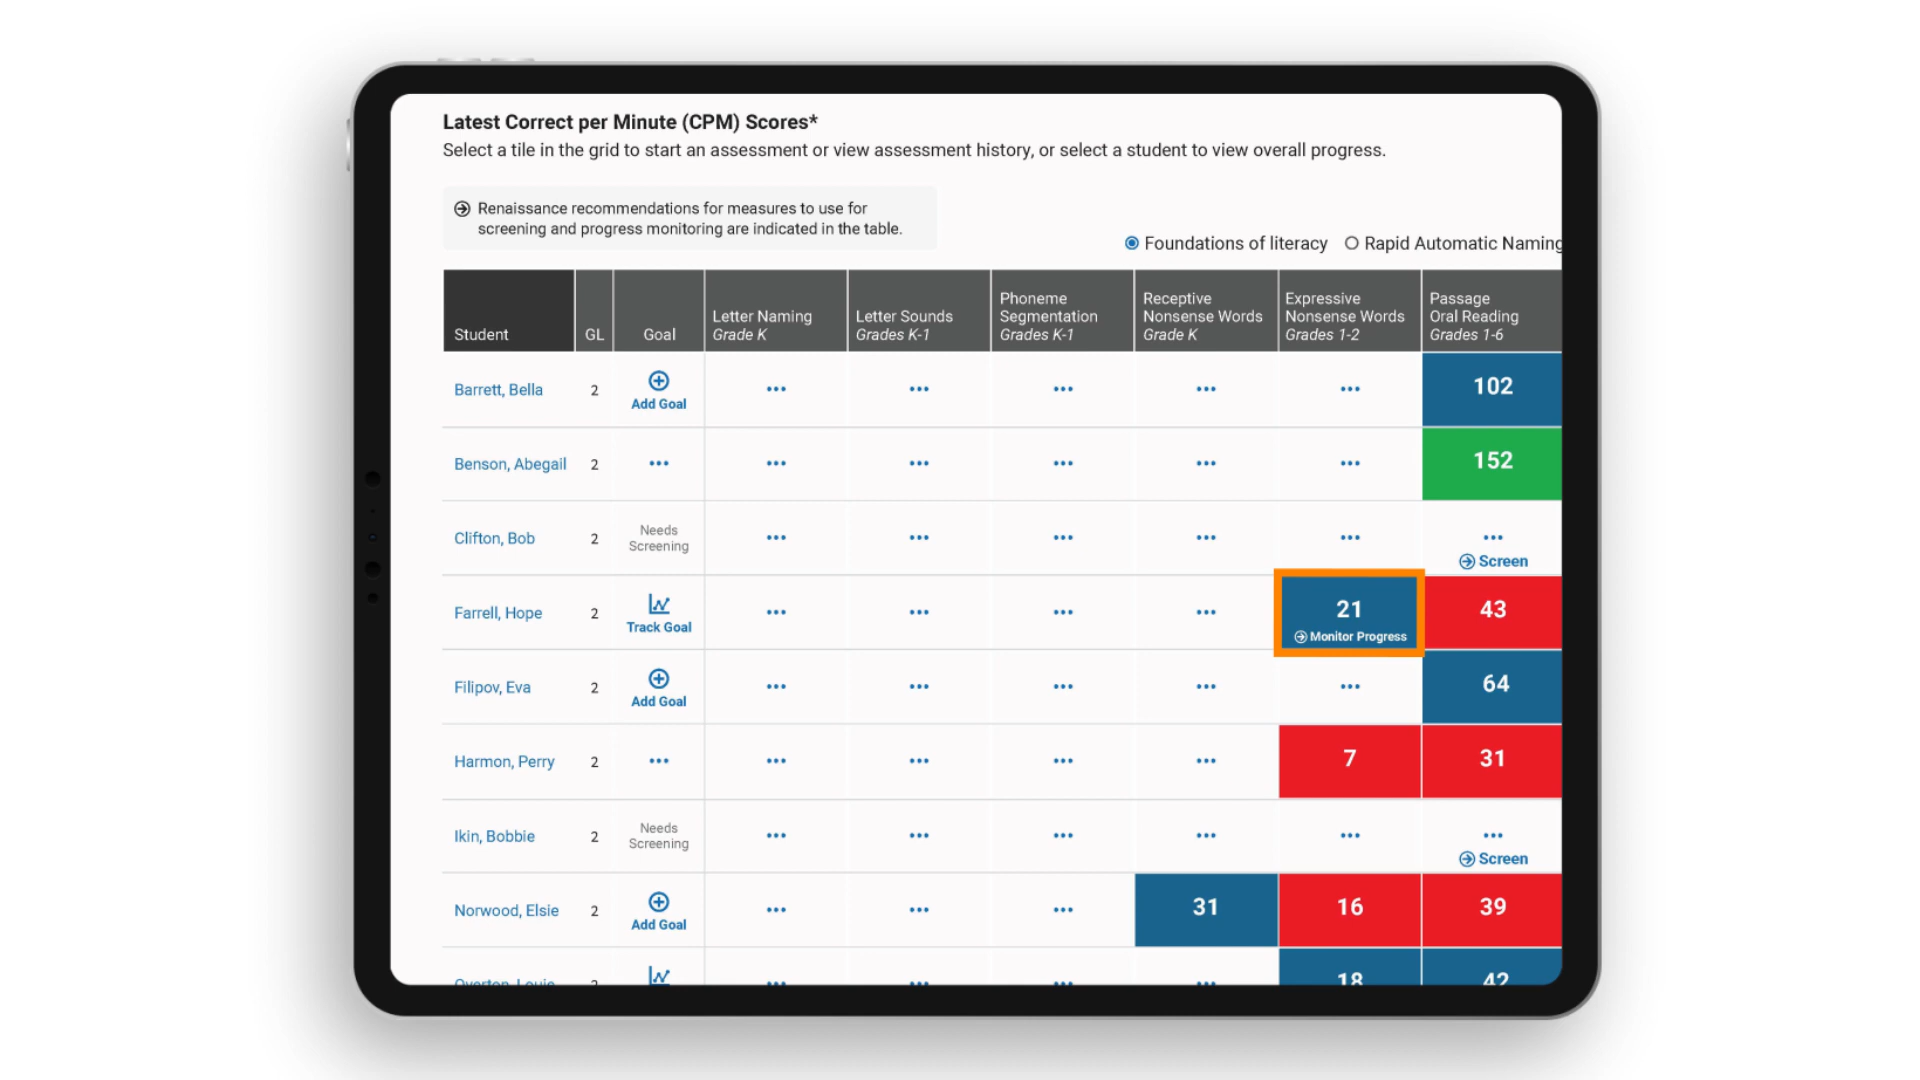 Latest Correct per Minute (CPM) Scores*
Select a tile in the grid to start an assessment or view assessment history, or select a student to view overall progress.
Renaissance recommendations for measures to use for
screening and progress monitoring are indicated in the table.
Foundations of literacy Rapid Automatic Naming
Student GL Goal Letter Naming Grade K Letter Sounds Grades K-1 Phoneme Segmentation Grades K-1 Receptive Nonsense Words Grade K Expressive Nonsense Words Grades 1-2 Passage Oral Reading Grades 1-6
Barrett, Bella 2 Add Goal ... ... ... ... ... 102
Benson, Abegail 2 ... ... ... ... ... ... 152
Clifton, Bob 2 Needs Screening ... ... ... ... ... ... Screen
Farrell, Hope 2 Track Goal ... ... ... ... 21 Monitor Progress 43
Filipov, Eva 2 Add Goal ... ... ... ... ... 64
Harmon, Perry 2 ... ... ... ... ... 7 31
Ikin, Bobbie 2 Needs Screening ... ... ... ... ... ... Screen
Norwood, Elsie 2 Add Goal ... ... ... 31 16 39
Overton, Louie 2 ... ... ... ... 18 42